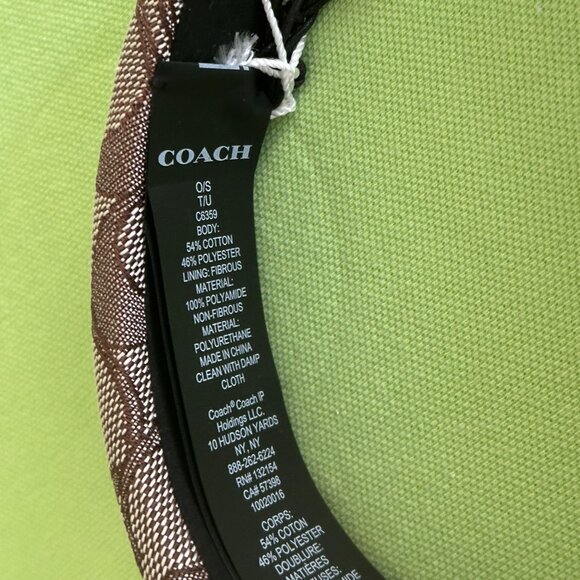 COACH
O/S
T/U
C6359
BODY:
54% COTTON
46% POLYESTER
LINING: FIBROUS
MATERIAL:
100% POLYAMIDE
NON-FIBROUS
MATERIAL:
POLYURETHANE
MADE IN CHINA
CLEAN WITH DAMP
CLOTH
Coach® Coach IP
Holdings LLC.
10 HUDSON YARDS
NY, NY
888-262-6224
RN# 132154
CA# 57398
10020016
CORPS:
54% COTON
46% POLYESTER
DOUBLURE:
MATIÈRES